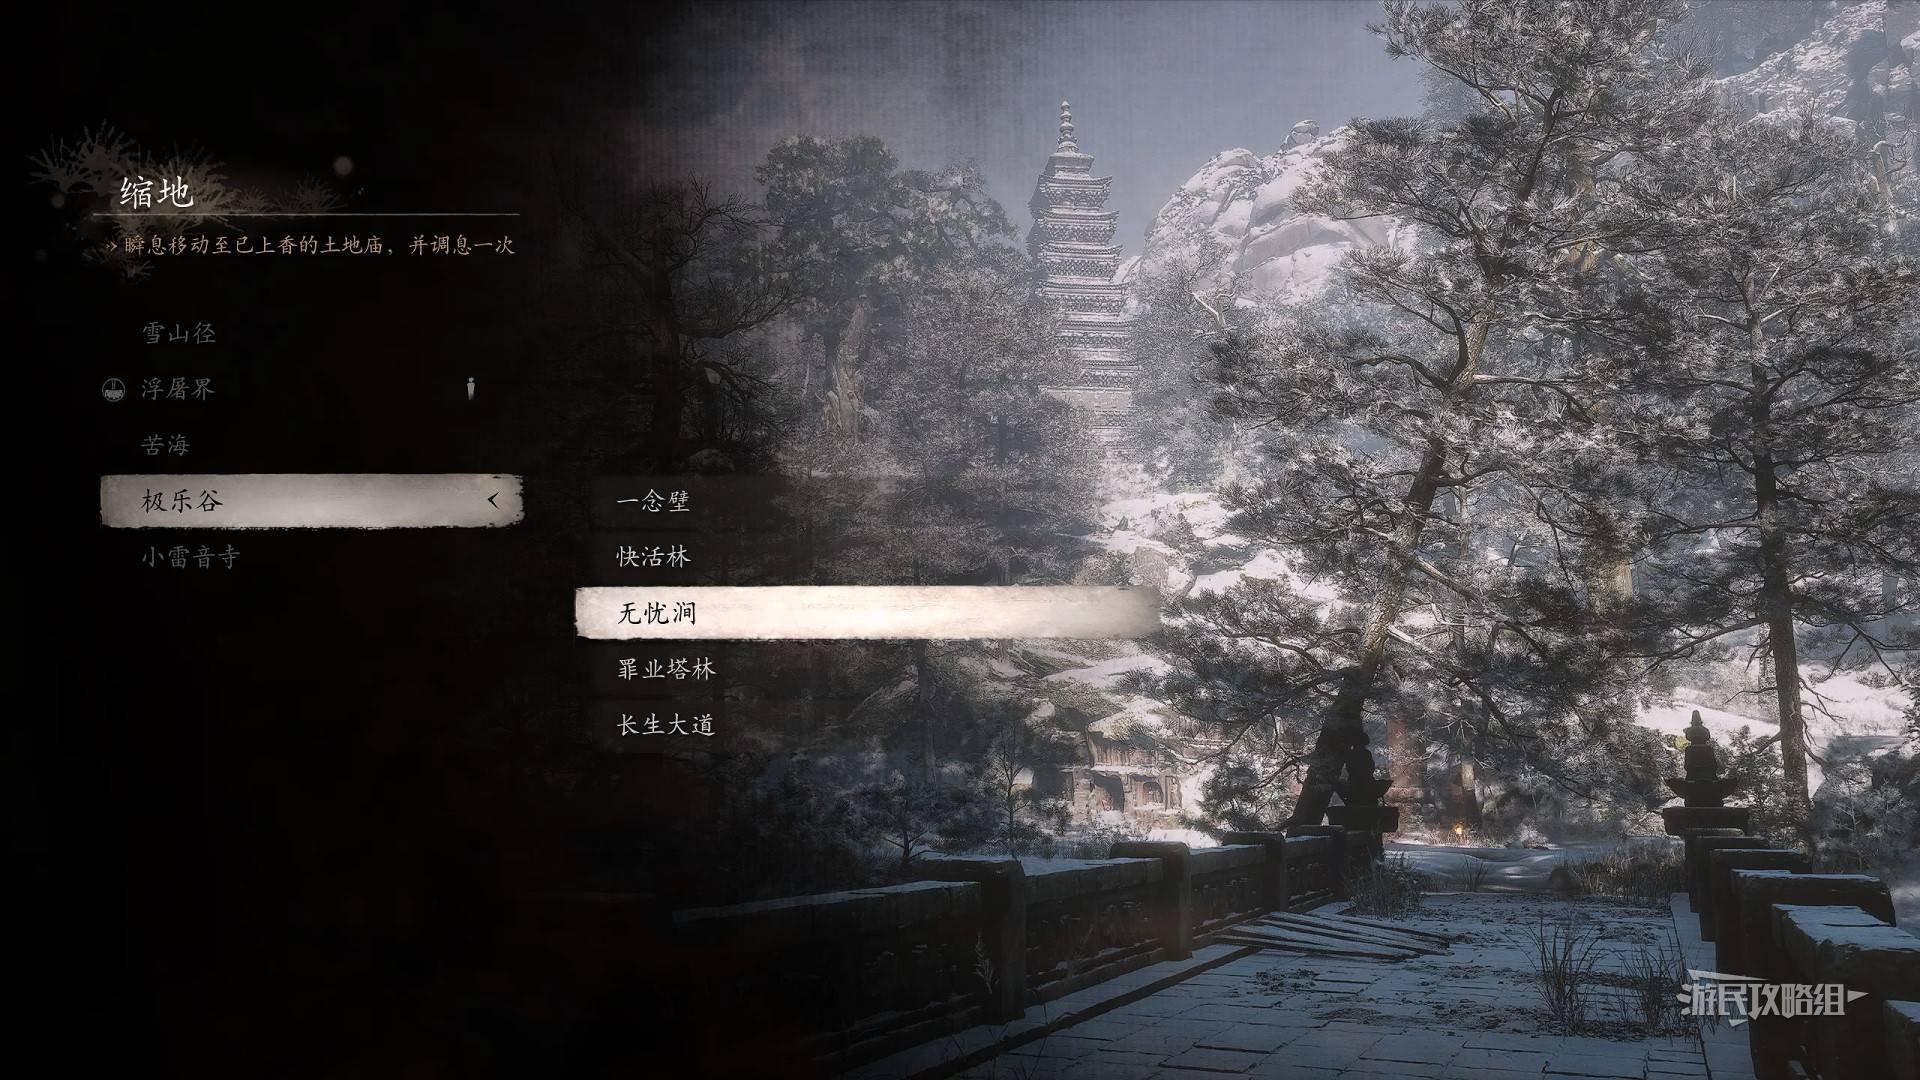 缩地
瞬息移动至已上香的土地庙，并调息一次
雪山径
浮屠界
苦海
极乐谷
小雷音寺
一念壁
快活林
无忧涧
罪业塔林
长生大道
游民攻略组